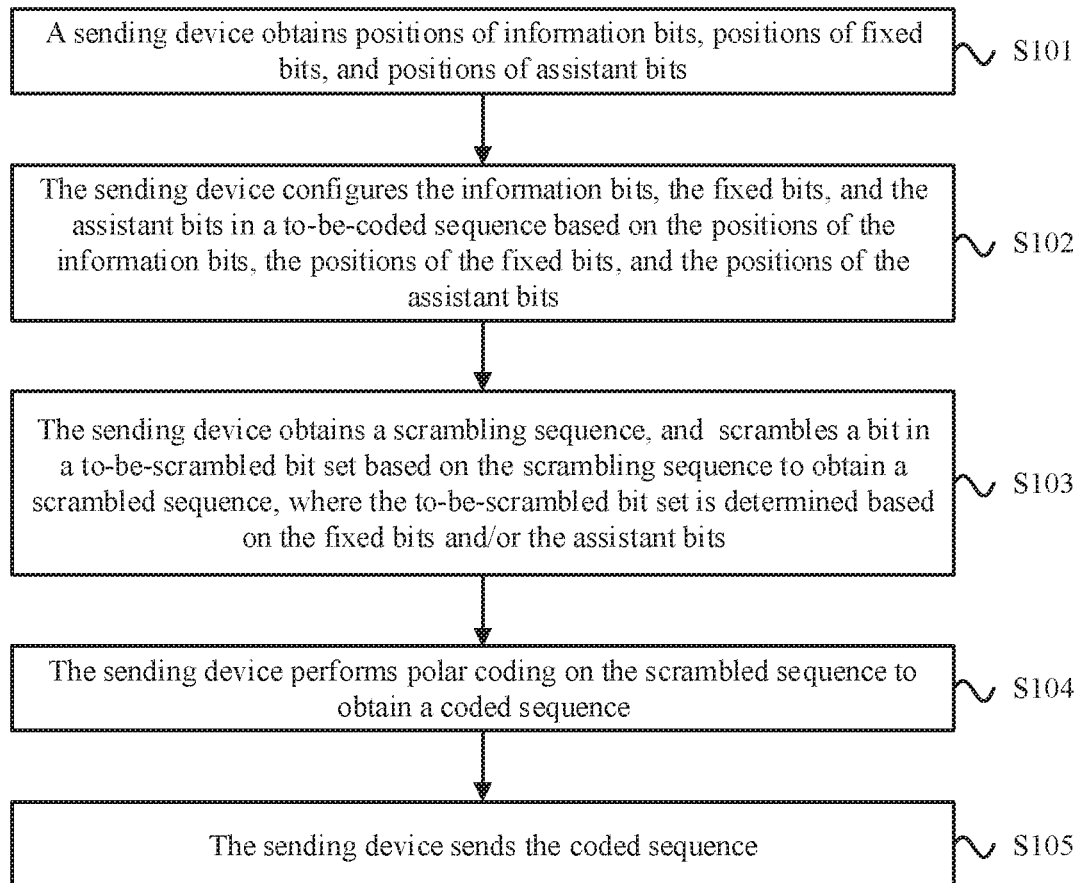 A sending device obtains positions of information bits, positions of fixed
bits, and positions of assistant bits
S101
The sending device configures the information bits, the fixed bits, and the
assistant bits in a to-be-coded sequence based on the positions of the
information bits, the positions of the fixed bits, and the positions of the
assistant bits
S102
The sending device obtains a scrambling sequence, and scrambles a bit in
a to-be-scrambled bit set based on the scrambling sequence to obtain a
scrambled sequence, where the to-be-scrambled bit set is determined based
on the fixed bits and/or the assistant bits
S103
The sending device performs polar coding on the scrambled sequence to
obtain a coded sequence
S104
The sending device sends the coded sequence
S105